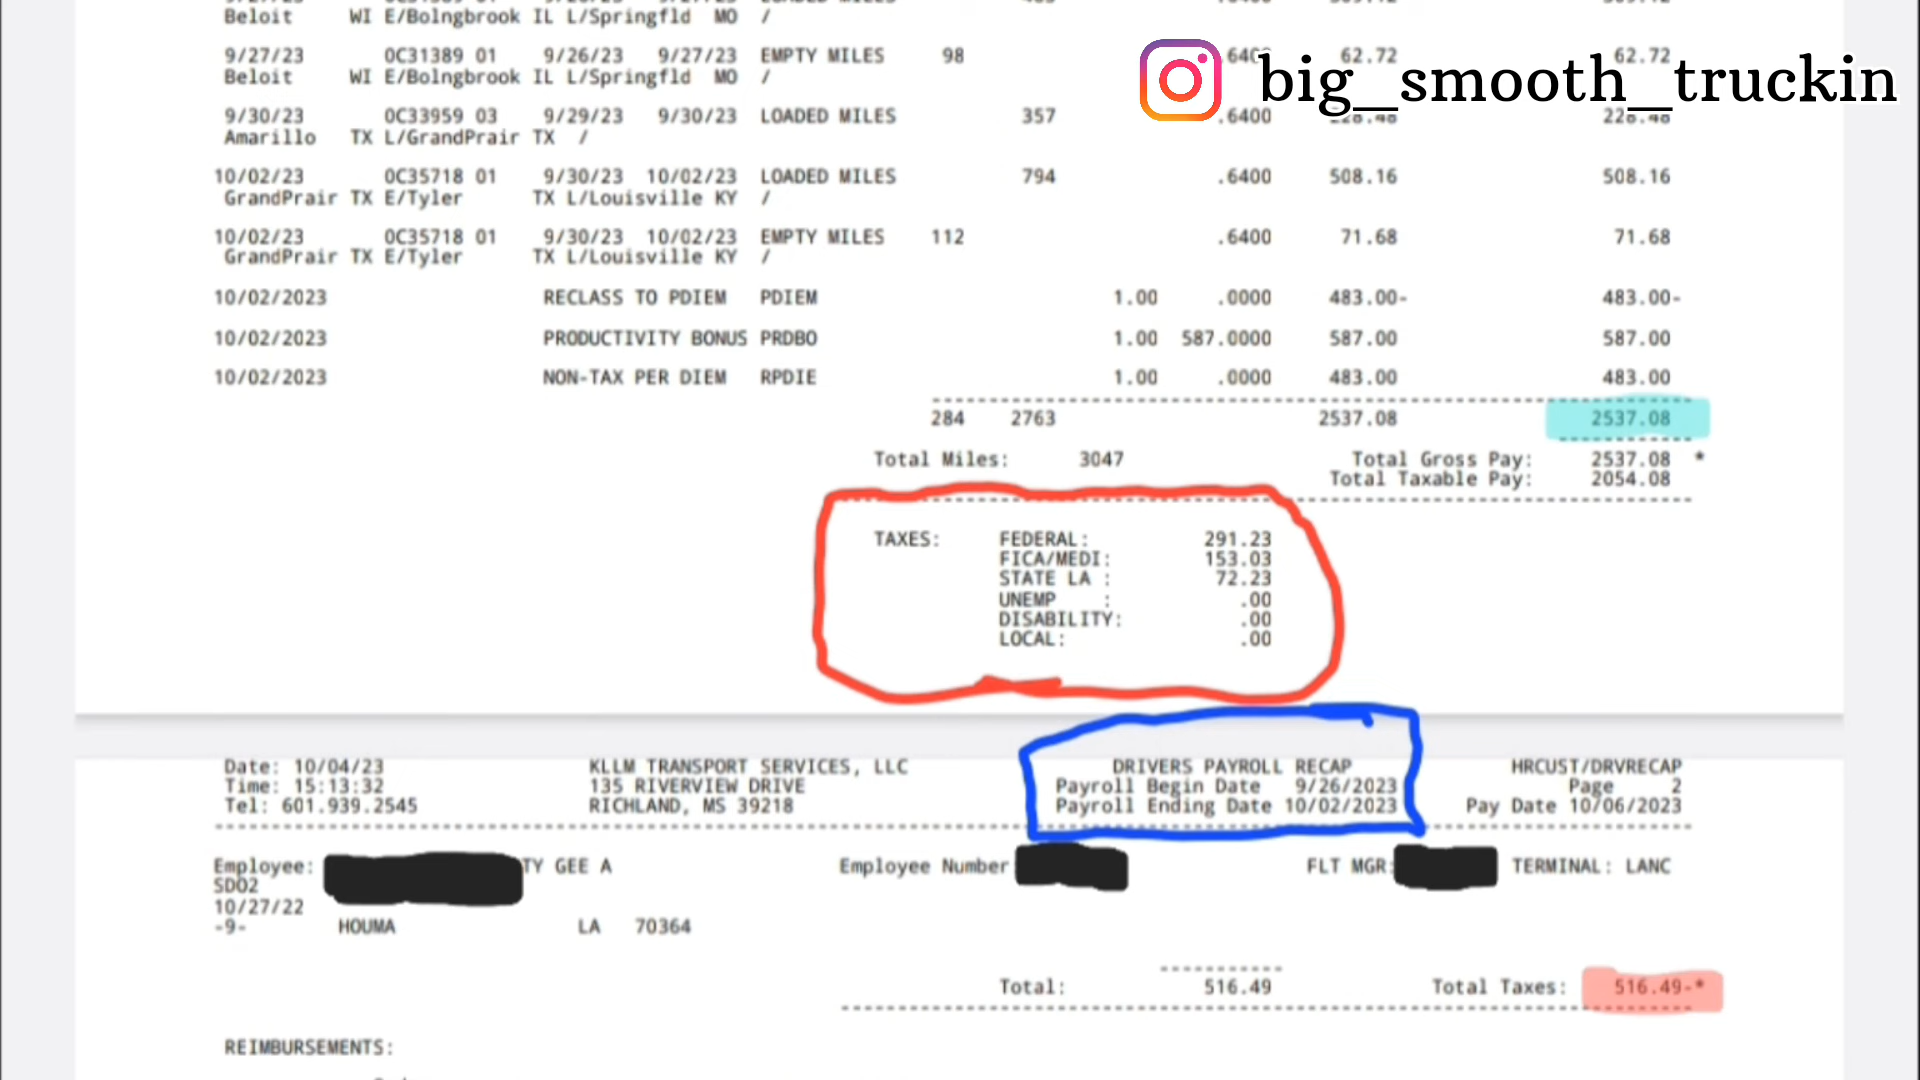 Beloit WI E/Bolngbrook IL L/Springfld MO /
9/27/23 0C31389 01 9/26/23 9/27/23 EMPTY MILES 98 .6400 62.72 62.72
Beloit WI E/Bolngbrook IL L/Springfld MO /
big_smooth_truckin
9/30/23 0C33959 03 9/29/23 9/30/23 LOADED MILES 357 .6400 228.48 228.48
Amarillo TX L/GrandPrair TX /
10/02/23 0C35718 01 9/30/23 10/02/23 LOADED MILES 794 .6400 508.16 508.16
GrandPrair TX E/Tyler TX L/Louisville KY /
10/02/23 0C35718 01 9/30/23 10/02/23 EMPTY MILES 112 .6400 71.68 71.68
GrandPrair TX E/Tyler TX L/Louisville KY /
10/02/2023 RECLASS TO PDIEM PDIEM 1.00 .0000 483.00- 483.00-
10/02/2023 PRODUCTIVITY BONUS PRDBO 1.00 587.0000 587.00 587.00
10/02/2023 NON-TAX PER DIEM RPDIE 1.00 .0000 483.00 483.00
284 2763 2537.08 2537.08
Total Miles: 3047 Total Gross Pay: 2537.08 *
Total Taxable Pay: 2054.08
TAXES: FEDERAL: 291.23
FICA/MEDI: 153.03
STATE LA : 72.23
UNEMP : .00
DISABILITY: .00
LOCAL: .00
Date: 10/04/23 KLLM TRANSPORT SERVICES, LLC DRIVERS PAYROLL RECAP HRCUST/DRVRECAP
Time: 15:13:32 135 RIVERVIEW DRIVE Payroll Begin Date 9/26/2023 Page 2
Tel: 601.939.2545 RICHLAND, MS 39218 Payroll Ending Date 10/02/2023 Pay Date 10/06/2023
Employee: TY GEE A Employee Number FLT MGR: TERMINAL: LANC
SDO2
10/27/22
-9- HOUMA LA 70364
Total: 516.49 Total Taxes: 516.49-*
REIMBURSEMENTS: